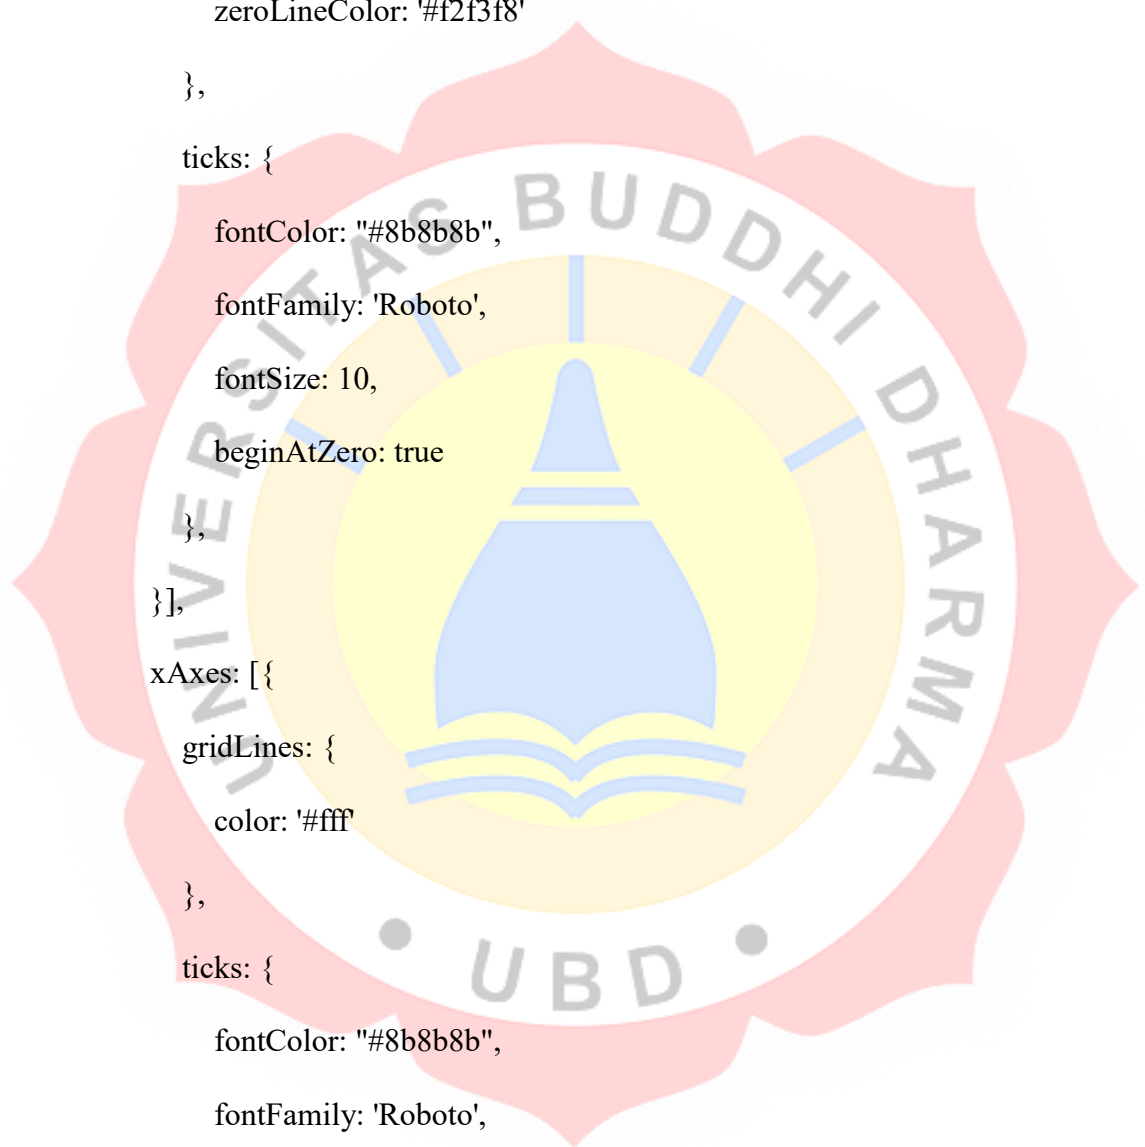 zeroLineColor: '#f2f3f8'
},
ticks: {
fontColor: "#8b8b8b",
fontFamily: 'Roboto',
fontSize: 10,
beginAtZero: true
},
}],
xAxes: [{
gridLines: {
color: '#fff'
},
ticks: {
fontColor: "#8b8b8b",
fontFamily: 'Roboto',
UNIVERSITAS BUDDHI DHARMA
• UBD •